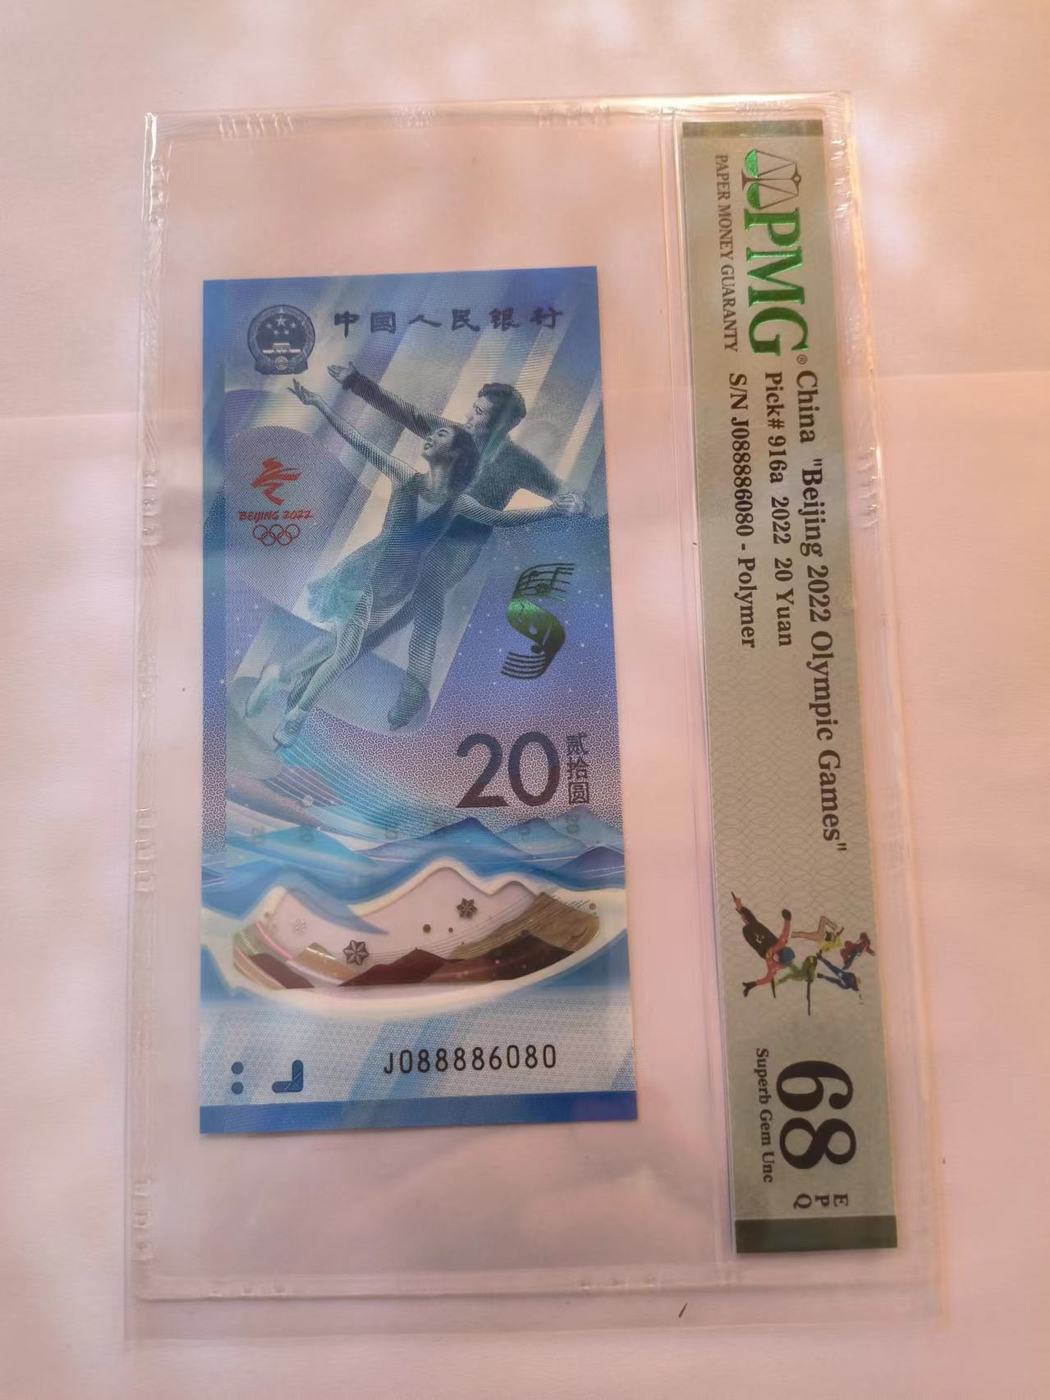 中国人民银行
BEIJING 2022
20
贰拾圆
J088886080
PMG®
PAPER MONEY GUARANTY
China "Beijing 2022 Olympic Games"
Pick# 916a 2022 20 Yuan
S/N J088886080 - Polymer
68
EPQ
Superb Gem Unc